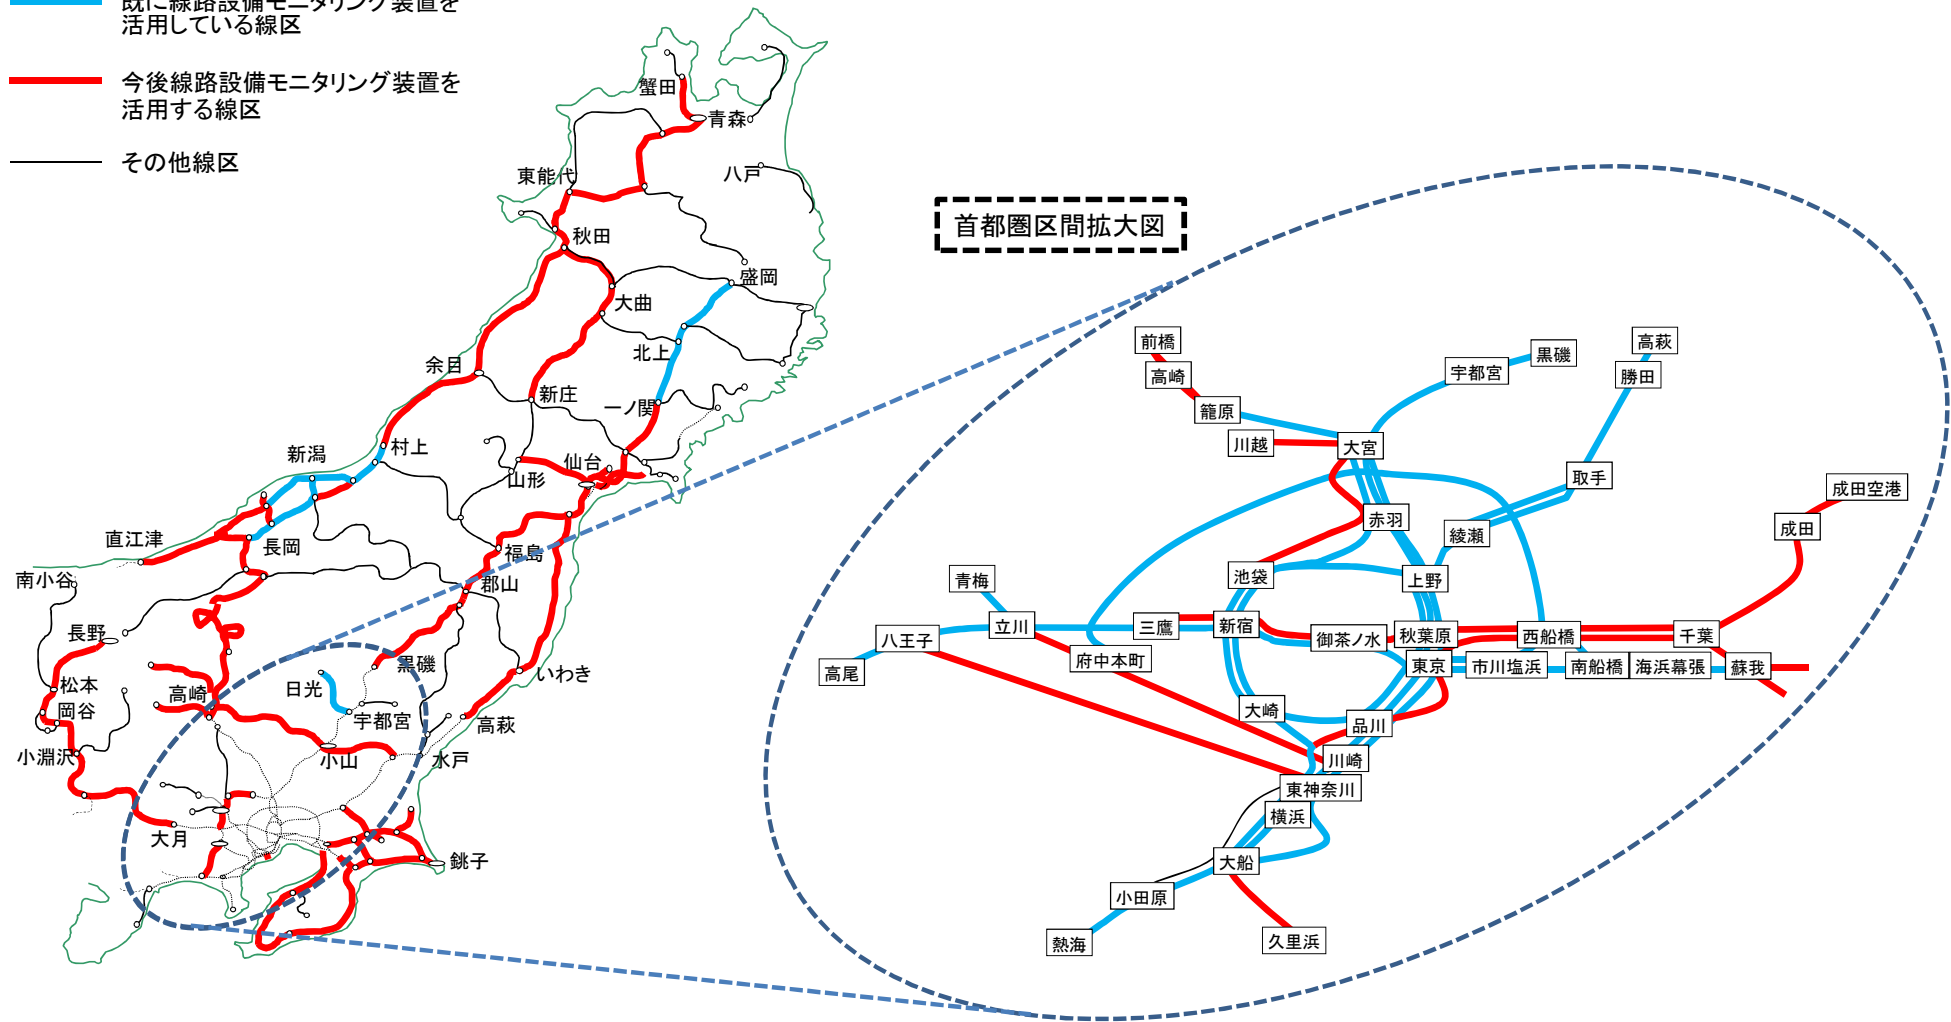 既に線路設備モニタリング装置を
活用している線区
今後線路設備モニタリング装置を
活用する線区
その他線区
蟹田
青森
東能代
八戸
秋田
盛岡
大曲
北上
余目
新庄
一ノ関
村上
新潟
仙台
山形
直江津
長岡
福島
南小谷
郡山
長野
黒磯
いわき
松本
高崎
日光
岡谷
宇都宮
高萩
小淵沢
小山
水戸
大月
銚子
首都圏区間拡大図
前橋
高崎
籠原
川越
大宮
宇都宮
黒磯
高萩
勝田
取手
綾瀬
赤羽
成田空港
成田
池袋
上野
青梅
立川
八王子
高尾
三鷹
新宿
御茶ノ水
秋葉原
西船橋
千葉
府中本町
東京
市川塩浜
南船橋
海浜幕張
蘇我
大崎
品川
川崎
東神奈川
横浜
大船
小田原
熱海
久里浜